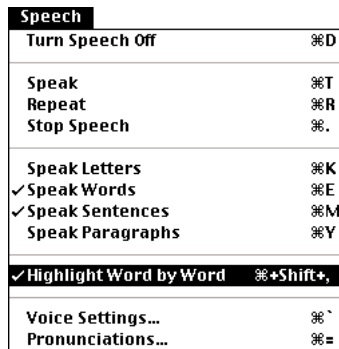 Speech
Turn Speech Off ⌘D
Speak ⌘T
Repeat ⌘R
Stop Speech ⌘.
Speak Letters ⌘K
✓Speak Words ⌘E
✓Speak Sentences ⌘M
Speak Paragraphs ⌘Y
✓Highlight Word by Word ⌘+Shift+,
Voice Settings... ⌘`
Pronunciations... ⌘=